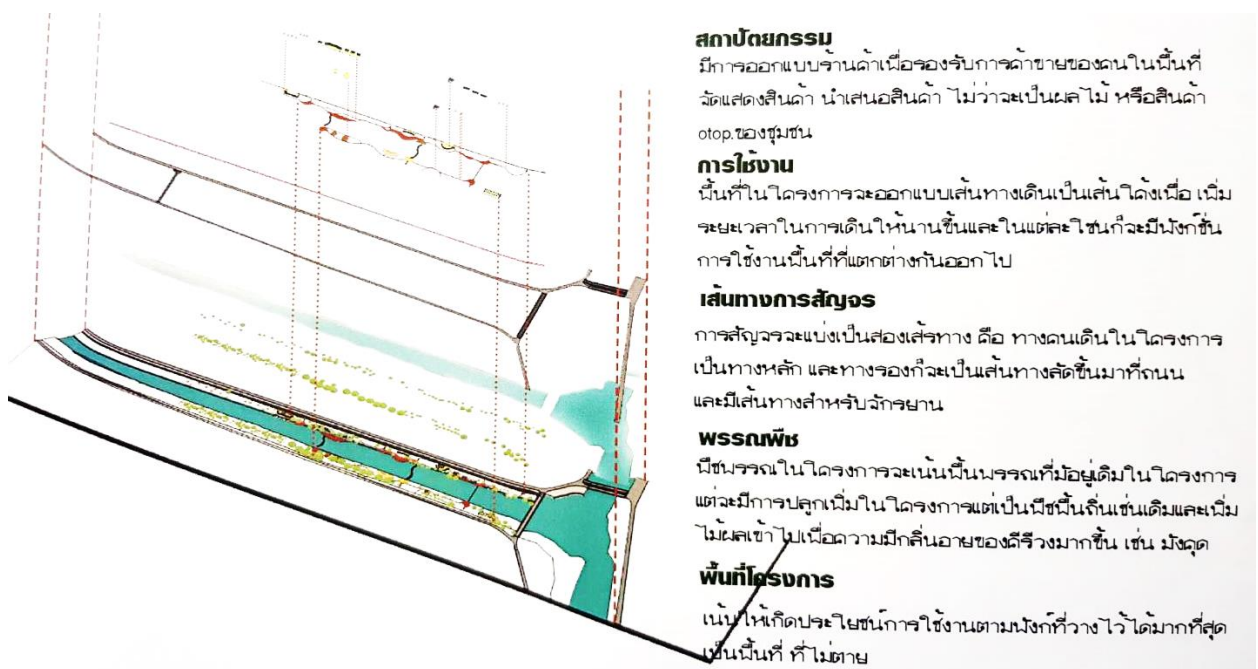 สถาปัตยกรรม
มีการออกแบบร้านค้าเพื่อรองรับการค้าขายของคนในพื้นที่
จัดแสดงสินค้า นำเสนอสินค้า ไม่ว่าจะเป็นผลไม้ หรือสินค้า
otop.ของชุมชน
การใช้งาน
พื้นที่ในโครงการจะออกแบบเส้นทางเดินเป็นเส้นโค้งเพื่อ เพิ่ม
ระยะเวลาในการเดินให้นานขึ้นและในแต่ละโซนก็จะมีฟังก์ชั่น
การใช้งานพื้นที่ที่แตกต่างกันออกไป
เส้นทางการสัญจร
การสัญจรจะแบ่งเป็นสองเส้รทาง คือ ทางคนเดินในโครงการ
เป็นทางหลัก และทางรองก็จะเป็นเส้นทางลัดขึ้นมาที่ถนน
และมีเส้นทางสำหรับจักรยาน
พรรณพืช
พืชพรรณในโครงการจะเน้นพื้นพรรณที่มีอยู่เดิมในโครงการ
แต่จะมีการปลูกเพิ่มในโครงการแต่เป็นพืชพื้นถิ่นเช่นเดิมและเพิ่ม
ไม้ผลเข้าไปเพื่อความมีกลิ่นอายของคีรีวงมากขึ้น เช่น มังคุด
พื้นที่โครงการ
เน้นให้เกิดประโยชน์การใช้งานตามฟังก์ที่วางไว้ได้มากที่สุด
เป็นพื้นที่ ที่ไม่ตาย